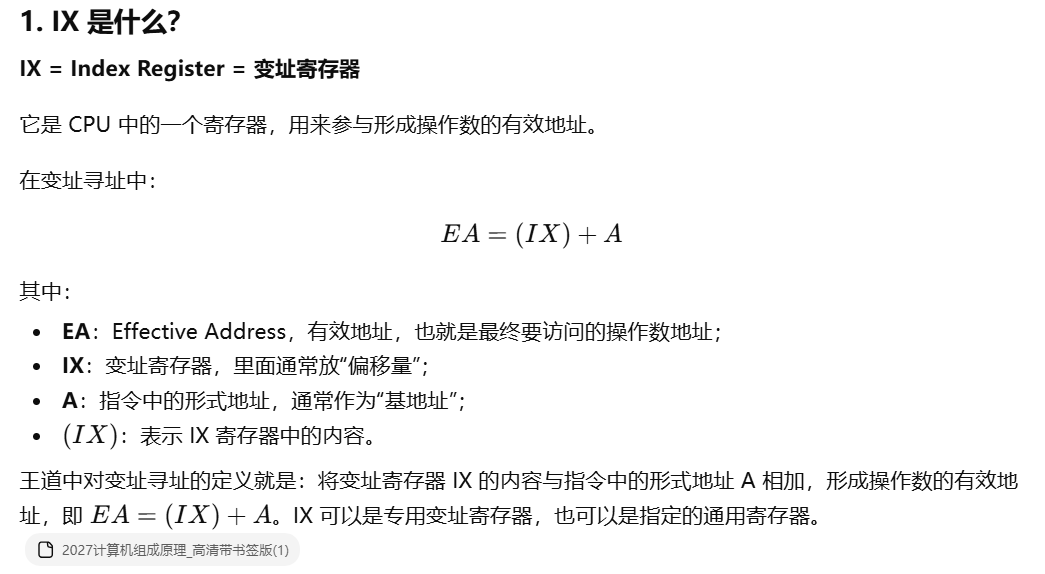 1. IX 是什么？
IX = Index Register = 变址寄存器
它是 CPU 中的一个寄存器，用来参与形成操作数的有效地址。
在变址寻址中：
EA = (IX) + A
其中：
• EA：Effective Address，有效地址，也就是最终要访问的操作数地址；
• IX：变址寄存器，里面通常放“偏移量”；
• A：指令中的形式地址，通常作为“基地址”；
• (IX)：表示 IX 寄存器中的内容。
王道中对变址寻址的定义就是：将变址寄存器 IX 的内容与指令中的形式地址 A 相加，形成操作数的有效地
址，即 EA = (IX) + A。IX 可以是专用变址寄存器，也可以是指定的通用寄存器。
2027计算机组成原理_高清带书签版(1)